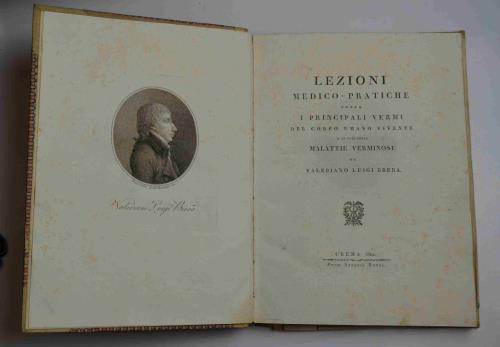 Valeriano Luigi Brera
LEZIONI
MEDICO-PRATICHE
SOPRA
I PRINCIPALI VERMI
DEL CORPO UMANO VIVENTE
MALATTIE VERMINOSE
DI
VALERIANO LUIGI BRERA.
CREMA 1802.